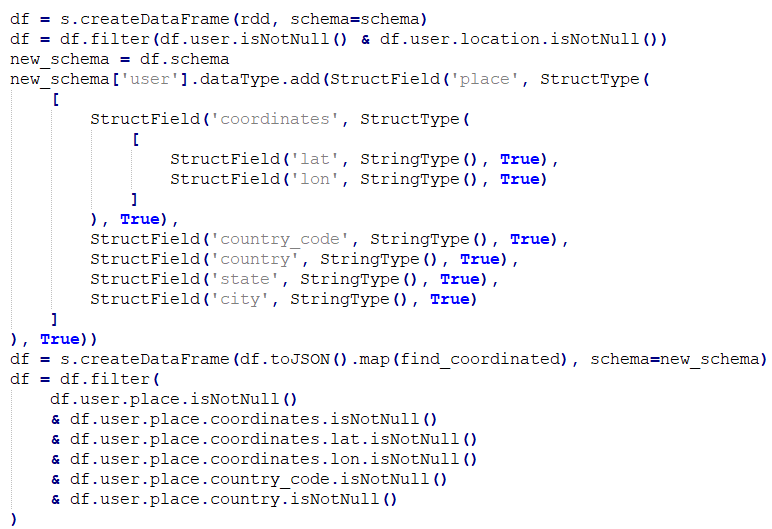 df = s.createDataFrame(rdd, schema=schema)
df = df.filter(df.user.isNotNull() & df.user.location.isNotNull())
new_schema = df.schema
new_schema['user'].dataType.add(StructField('place', StructType(
    [
        StructField('coordinates', StructType(
            [
                StructField('lat', StringType(), True),
                StructField('lon', StringType(), True)
            ]
        ), True),
        StructField('country_code', StringType(), True),
        StructField('country', StringType(), True),
        StructField('state', StringType(), True),
        StructField('city', StringType(), True)
    ]
), True))
df = s.createDataFrame(df.toJSON().map(find_coordinated), schema=new_schema)
df = df.filter(
    df.user.place.isNotNull()
    & df.user.place.coordinates.isNotNull()
    & df.user.place.coordinates.lat.isNotNull()
    & df.user.place.coordinates.lon.isNotNull()
    & df.user.place.country_code.isNotNull()
    & df.user.place.country.isNotNull()
)